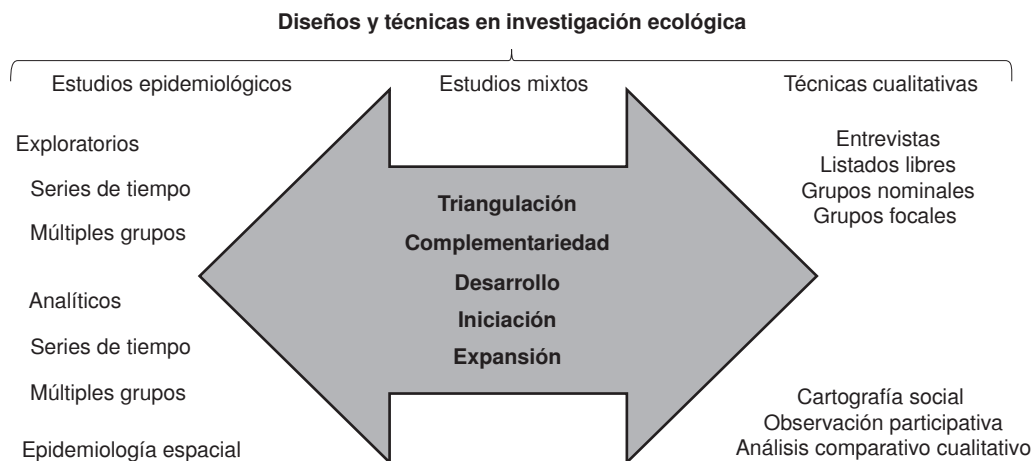 Diseños y técnicas en investigación ecológica
Estudios epidemiológicos
Exploratorios
Series de tiempo
Múltiples grupos
Analíticos
Series de tiempo
Múltiples grupos
Epidemiología espacial
Estudios mixtos
Triangulación
Complementariedad
Desarrollo
Iniciación
Expansión
Técnicas cualitativas
Entrevistas
Listados libres
Grupos nominales
Grupos focales
Cartografía social
Observación participativa
Análisis comparativo cualitativo